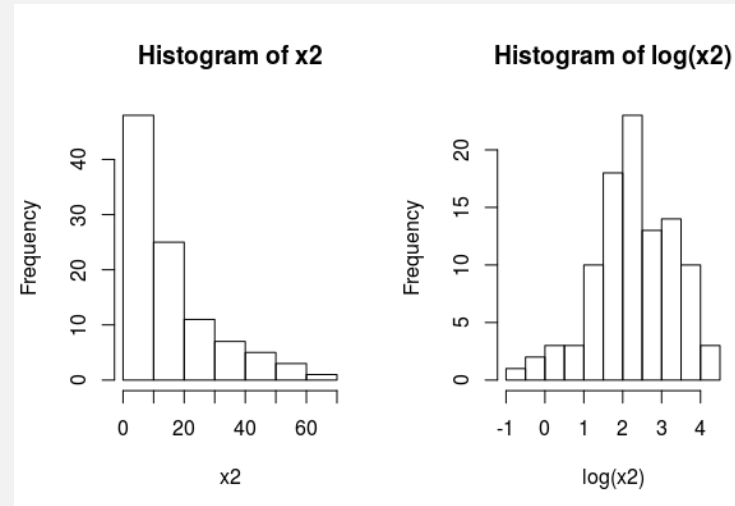 Histogram of x2
Frequency
0 10 20 30 40
0 20 40 60
x2
Histogram of log(x2)
Frequency
0 5 10 15 20
-1 0 1 2 3 4
log(x2)